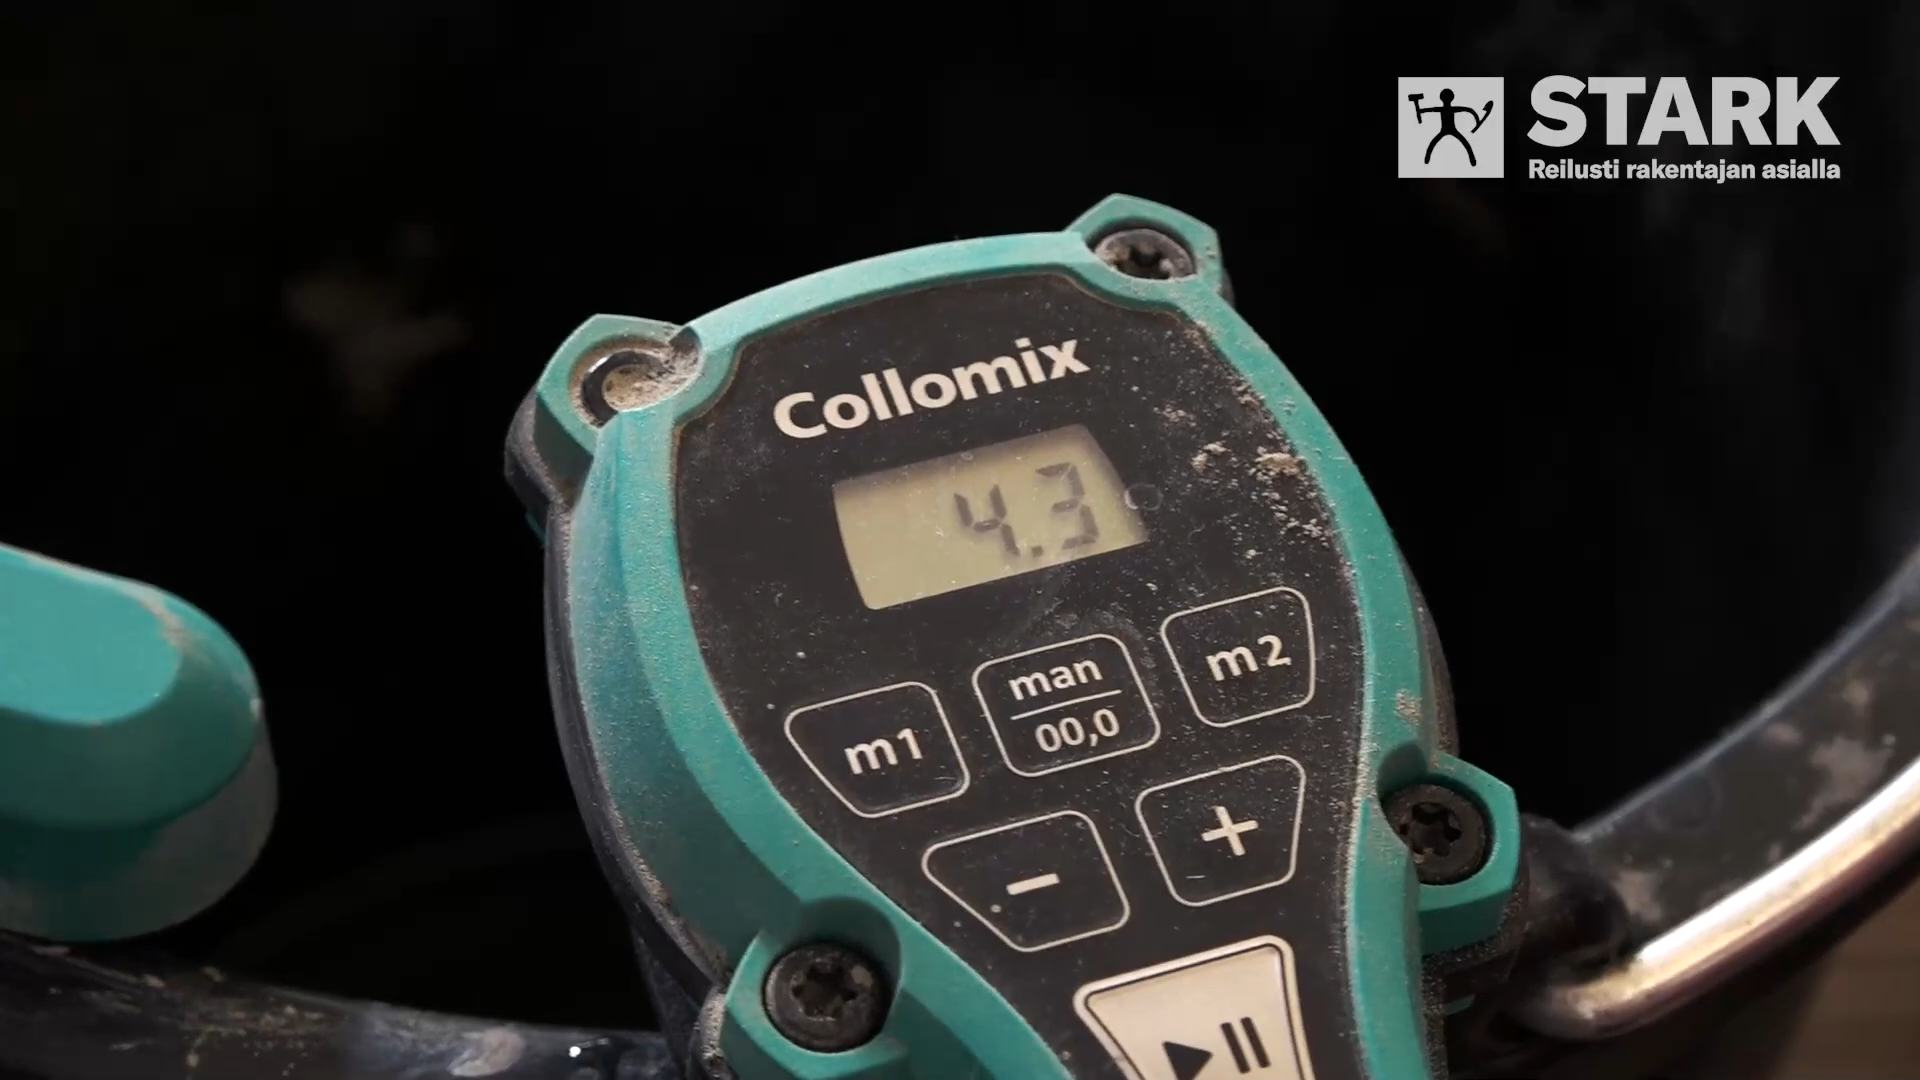 STARK
Reilusti rakentajan asialla
Collomix
4.3
m1
man
00,0
m2
−
+